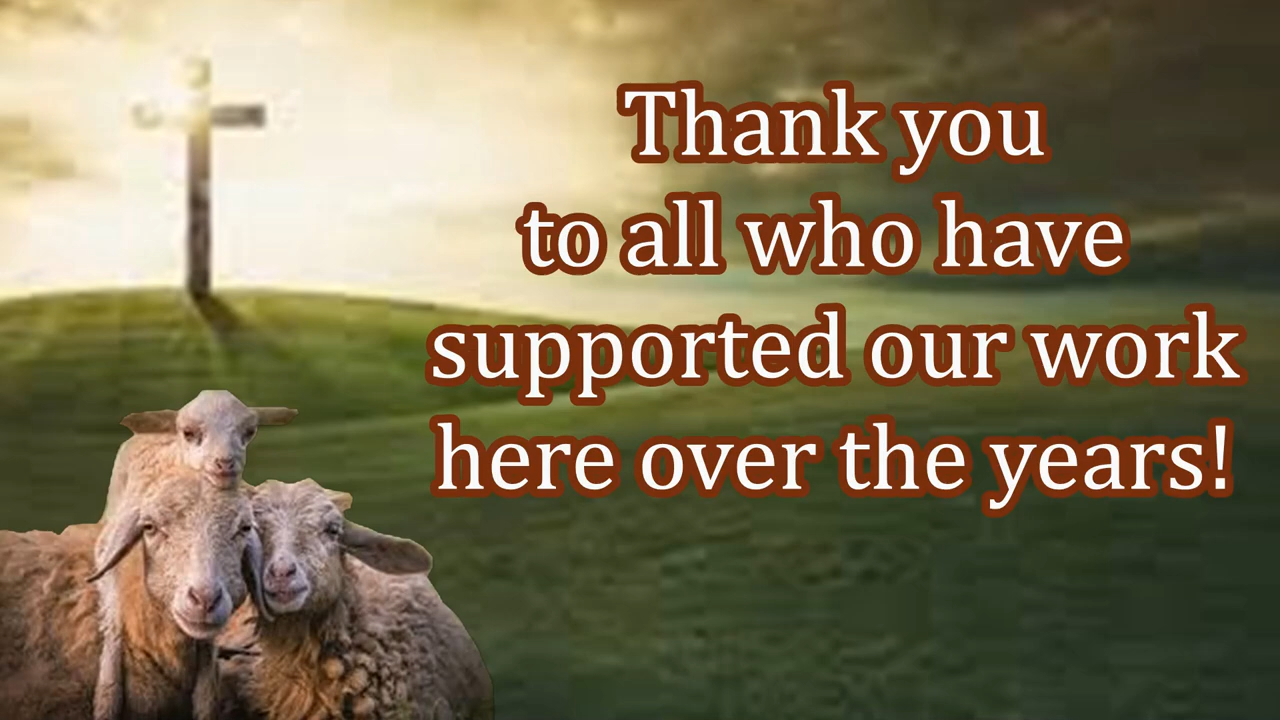 Thank you
to all who have
supported our work
here over the years!